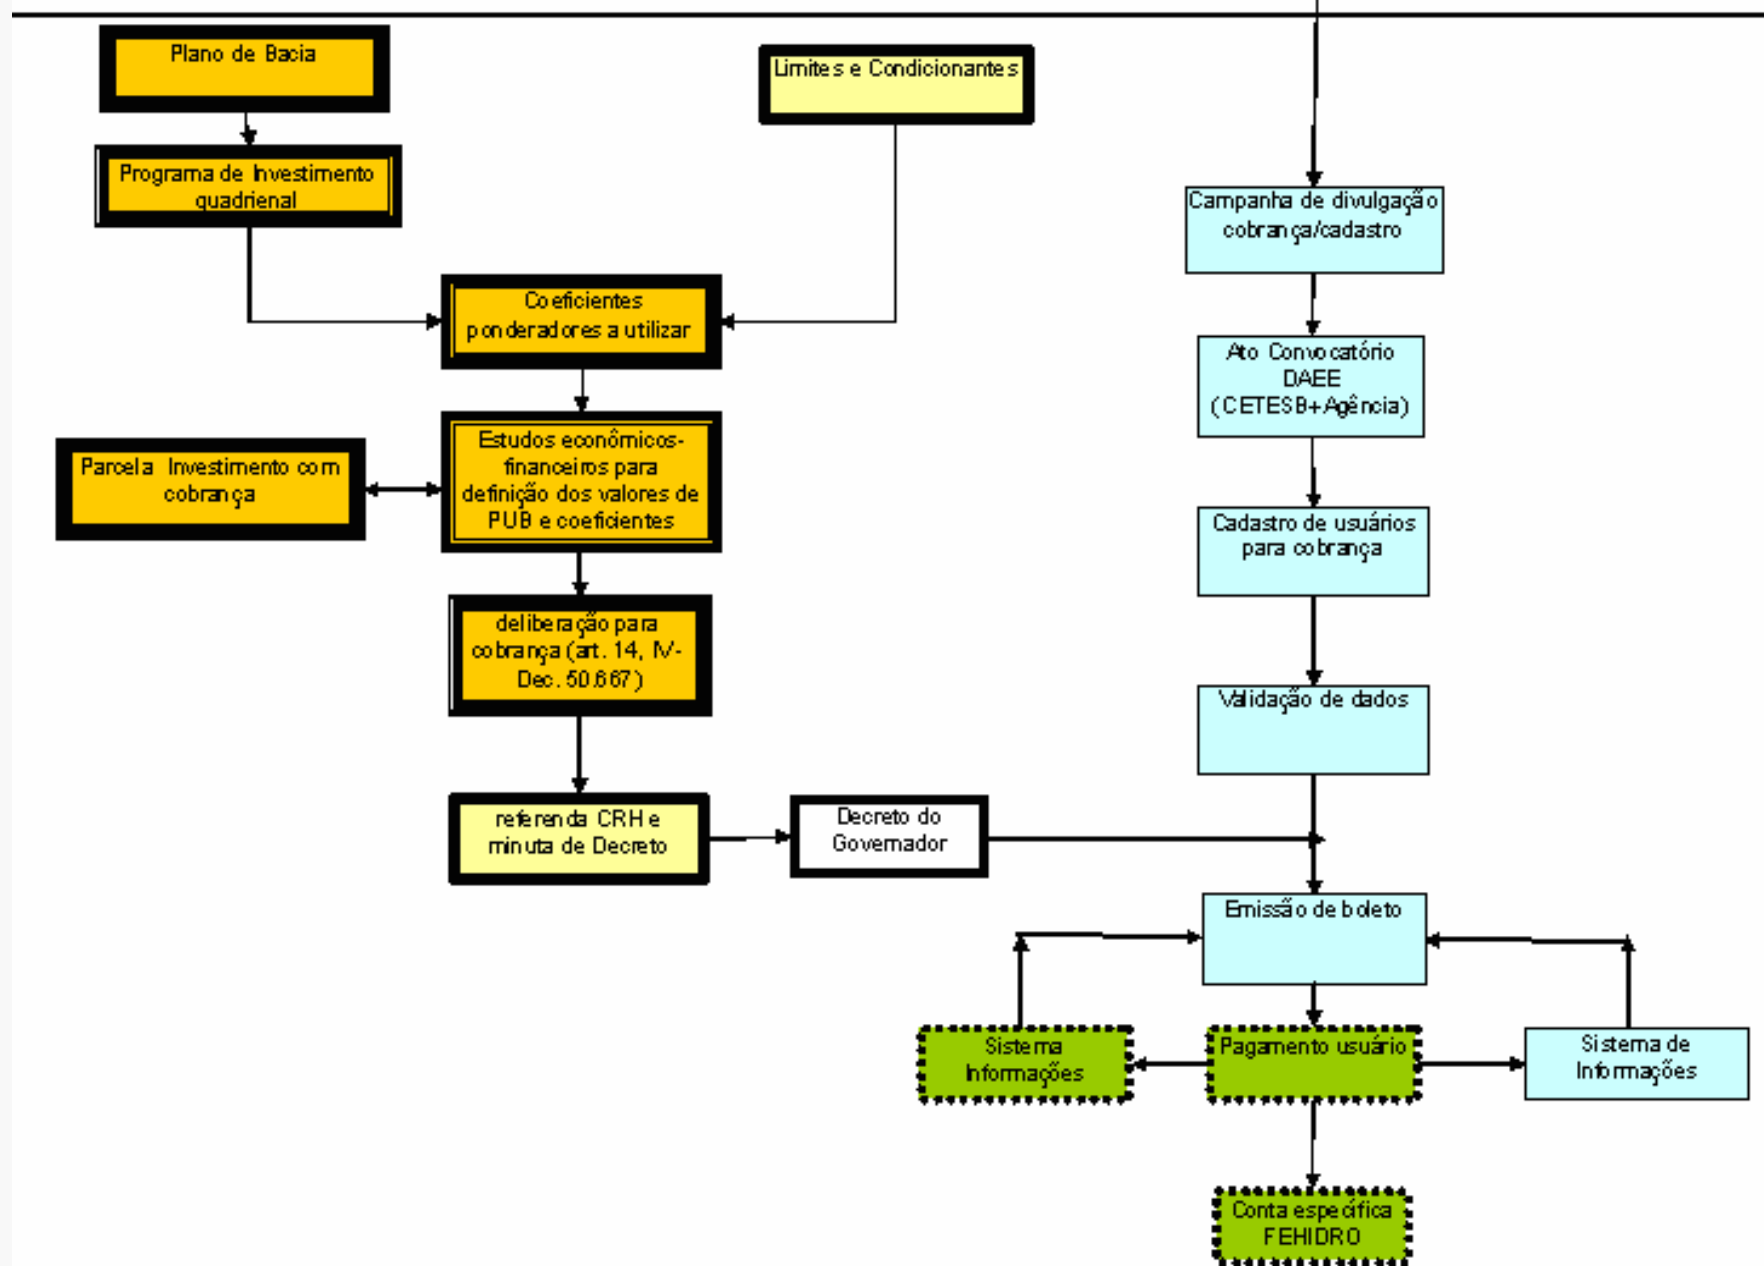 Plano de Bacia
Limites e Condicionantes
Programa de Investimento
quadrienal
Campanha de divulgação
cobrança/cadastro
Coeficientes
ponderadores a utilizar
Ato Convocatório
DAEE
(CETESB+Agência)
Parcela Investimento com
cobrança
Estudos econômicos-
financeiros para
definição dos valores de
PUB e coeficientes
Cadastro de usuários
para cobrança
deliberação para
cobrança (art. 14, IV-
Dec. 50.667)
Validação de dados
referenda CRH e
minuta de Decreto
Decreto do
Governador
Emissão de boleto
Sistema
Informações
Pagamento usuário
Sistema de
Informações
Conta específica
FEHIDRO